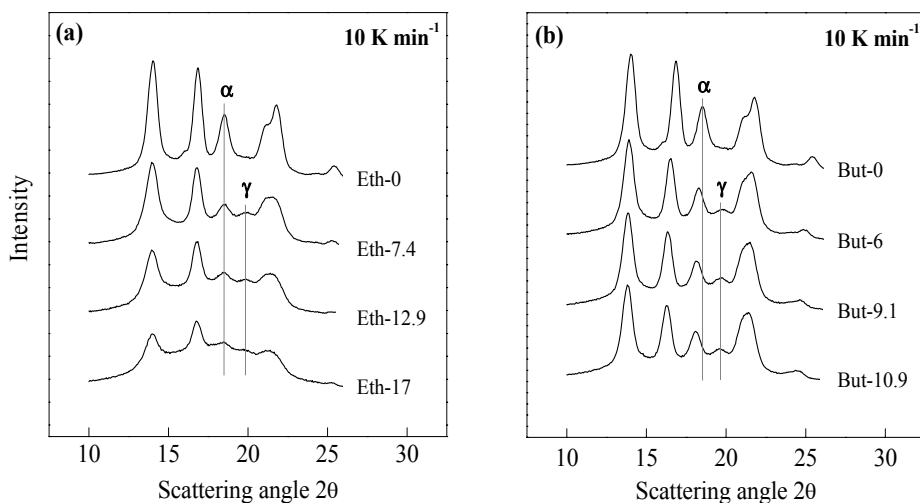 (a)
10 K min⁻¹
α
Eth-0
γ
Eth-7.4
Eth-12.9
Eth-17
Intensity
10 15 20 25 30
Scattering angle 2θ
(b)
10 K min⁻¹
α
But-0
γ
But-6
But-9.1
But-10.9
10 15 20 25 30
Scattering angle 2θ